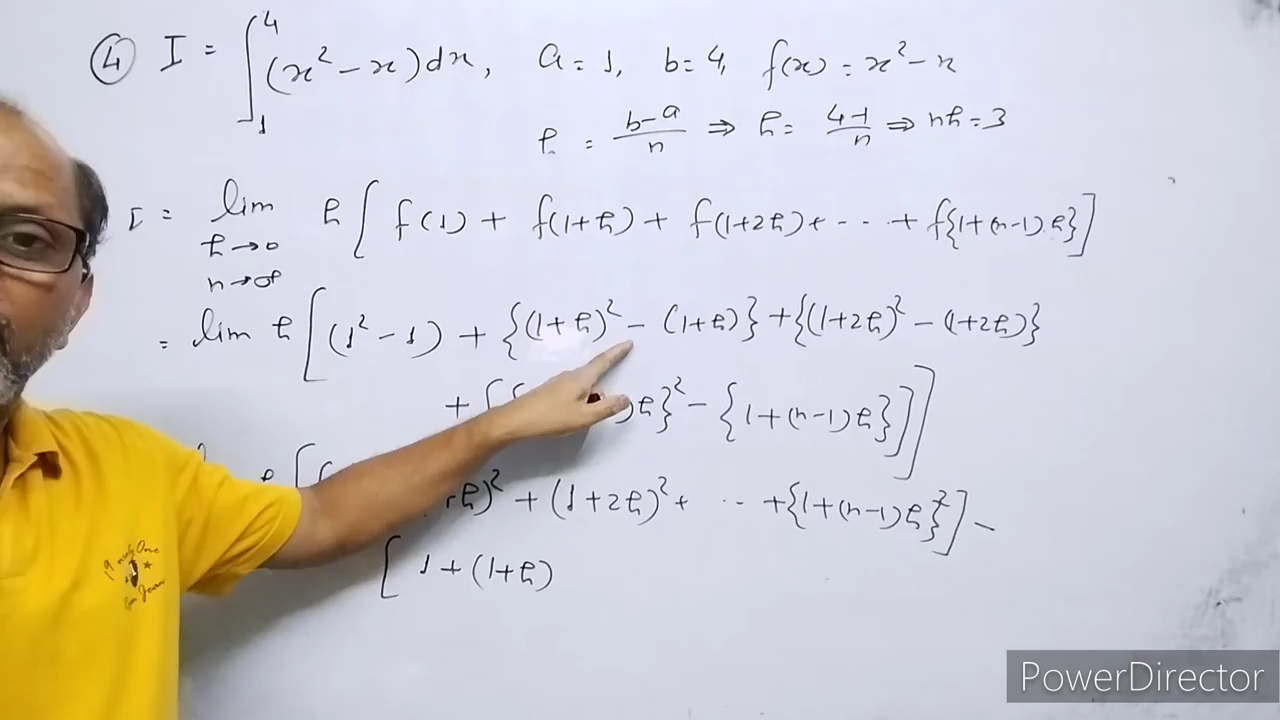 ④ I = ∫₁⁴ (x² − x) dx, a = 1, b = 4, f(x) = x² − x
h = (b−a)/n ⇒ h = (4−1)/n ⇒ nh = 3
I = lim h→0 n→∞ h [ f(1) + f(1+h) + f(1+2h) + ··· + f{1+(n−1)h} ]
= lim h [ (1² − 1) + {(1+h)² − (1+h)} + {(1+2h)² − (1+2h)}
+ h}² − {1+(n−1)h}]]
h [ h)² + (1+2h)² + ·· + {1+(n−1)h}²] −
[ 1 + (1+h)
PowerDirector